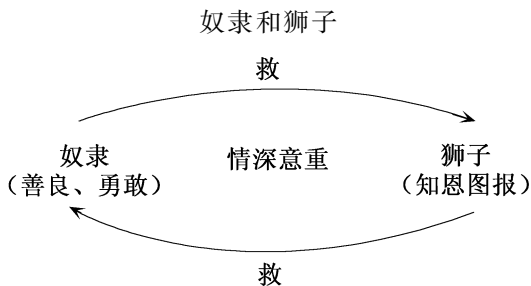 奴隶和狮子
救
奴隶 情深意重 狮子
（善良、勇敢） （知恩图报）
救